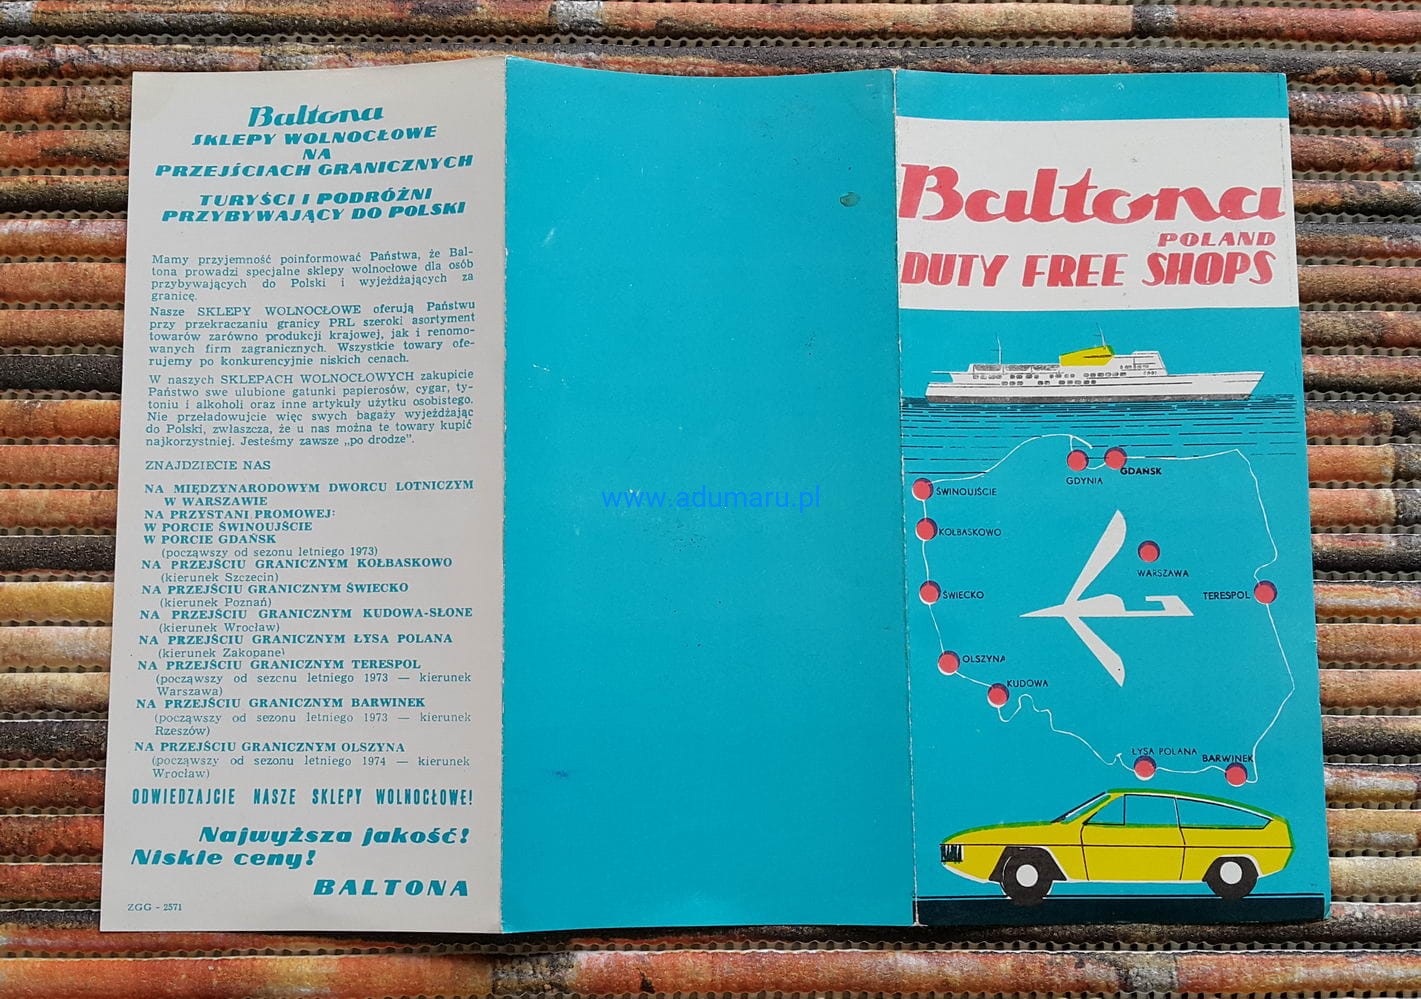 Baltona
SKLEPY WOLNOCŁOWE
NA
PRZEJŚCIACH GRANICZNYCH
TURYŚCI I PODRÓŻNI
PRZYBYWAJĄCY DO POLSKI
Mamy przyjemność poinformować Państwa, że Bal-
tona prowadzi specjalne sklepy wolnocłowe dla osób
przybywających do Polski i wyjeżdżających za
granicę.
Nasze SKLEPY WOLNOCŁOWE oferują Państwu
przy przekraczaniu granicy PRL szeroki asortyment
towarów zarówno produkcji krajowej, jak i renomo-
wanych firm zagranicznych. Wszystkie towary ofe-
rujemy po konkurencyjnie niskich cenach.
W naszych SKLEPACH WOLNOCŁOWYCH zakupicie
Państwo swe ulubione gatunki papierosów, cygar, ty-
toniu i alkoholi oraz inne artykuły użytku osobistego.
Nie przeładowujcie więc swych bagaży wyjeżdżając
do Polski, zwłaszcza, że u nas można te towary kupić
najkorzystniej. Jesteśmy zawsze „po drodze”.
ZNAJDZIECIE NAS
NA MIĘDZYNARODOWYM DWORCU LOTNICZYM
W WARSZAWIE
NA PRZYSTANI PROMOWEJ:
W PORCIE ŚWINOUJŚCIE
W PORCIE GDAŃSK
(począwszy od sezonu letniego 1973)
NA PRZEJŚCIU GRANICZNYM KOŁBASKOWO
(kierunek Szczecin)
NA PRZEJŚCIU GRANICZNYM ŚWIECKO
(kierunek Poznań)
NA PRZEJŚCIU GRANICZNYM KUDOWA-SŁONE
(kierunek Wrocław)
NA PRZEJŚCIU GRANICZNYM ŁYSA POLANA
(kierunek Zakopane)
NA PRZEJŚCIU GRANICZNYM TERESPOL
(począwszy od sezcnu letniego 1973 — kierunek
Warszawa)
NA PRZEJŚCIU GRANICZNYM BARWINEK
(począwszy od sezonu letniego 1973 — kierunek
Rzeszów)
NA PRZEJŚCIU GRANICZNYM OLSZYNA
(począwszy od sezonu letniego 1974 — kierunek
Wrocław)
ODWIEDZAJCIE NASZE SKLEPY WOLNOCŁOWE!
Najwyższa jakość!
Niskie ceny!
BALTONA
ZGG - 2571
www.adumaru.pl
Baltona
POLAND
DUTY FREE SHOPS
GDAŃSK
GDYNIA
ŚWINOUJŚCIE
KOŁBASKOWO
WARSZAWA
ŚWIECKO
TERESPOL
OLSZYNA
KUDOWA
ŁYSA POLANA
BARWINEK